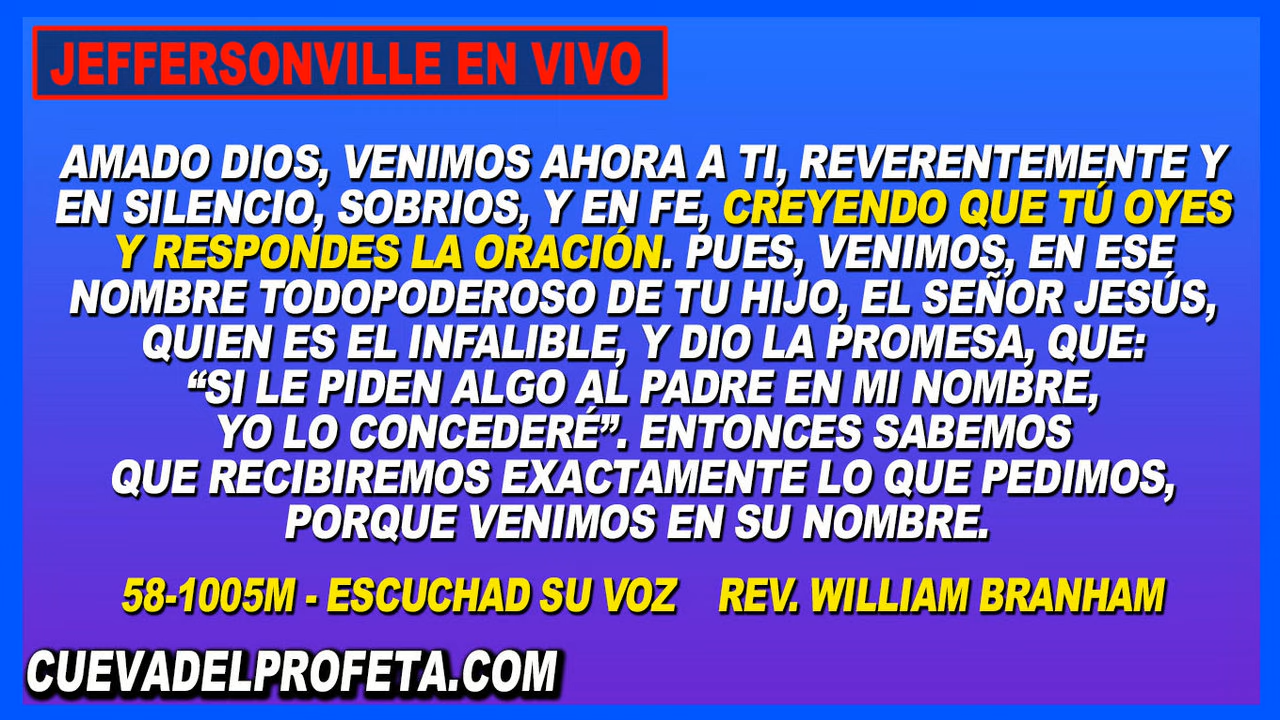 JEFFERSONVILLE EN VIVO
AMADO DIOS, VENIMOS AHORA A TI, REVERENTEMENTE Y
EN SILENCIO, SOBRIOS, Y EN FE, CREYENDO QUE TÚ OYES
Y RESPONDES LA ORACIÓN. PUES, VENIMOS, EN ESE
NOMBRE TODOPODEROSO DE TU HIJO, EL SEÑOR JESÚS,
QUIEN ES EL INFALIBLE, Y DIO LA PROMESA, QUE:
“SI LE PIDEN ALGO AL PADRE EN MI NOMBRE,
YO LO CONCEDERÉ”. ENTONCES SABEMOS
QUE RECIBIREMOS EXACTAMENTE LO QUE PEDIMOS,
PORQUE VENIMOS EN SU NOMBRE.
58-1005M - ESCUCHAD SU VOZ REV. WILLIAM BRANHAM
CUEVADELPROFETA.COM